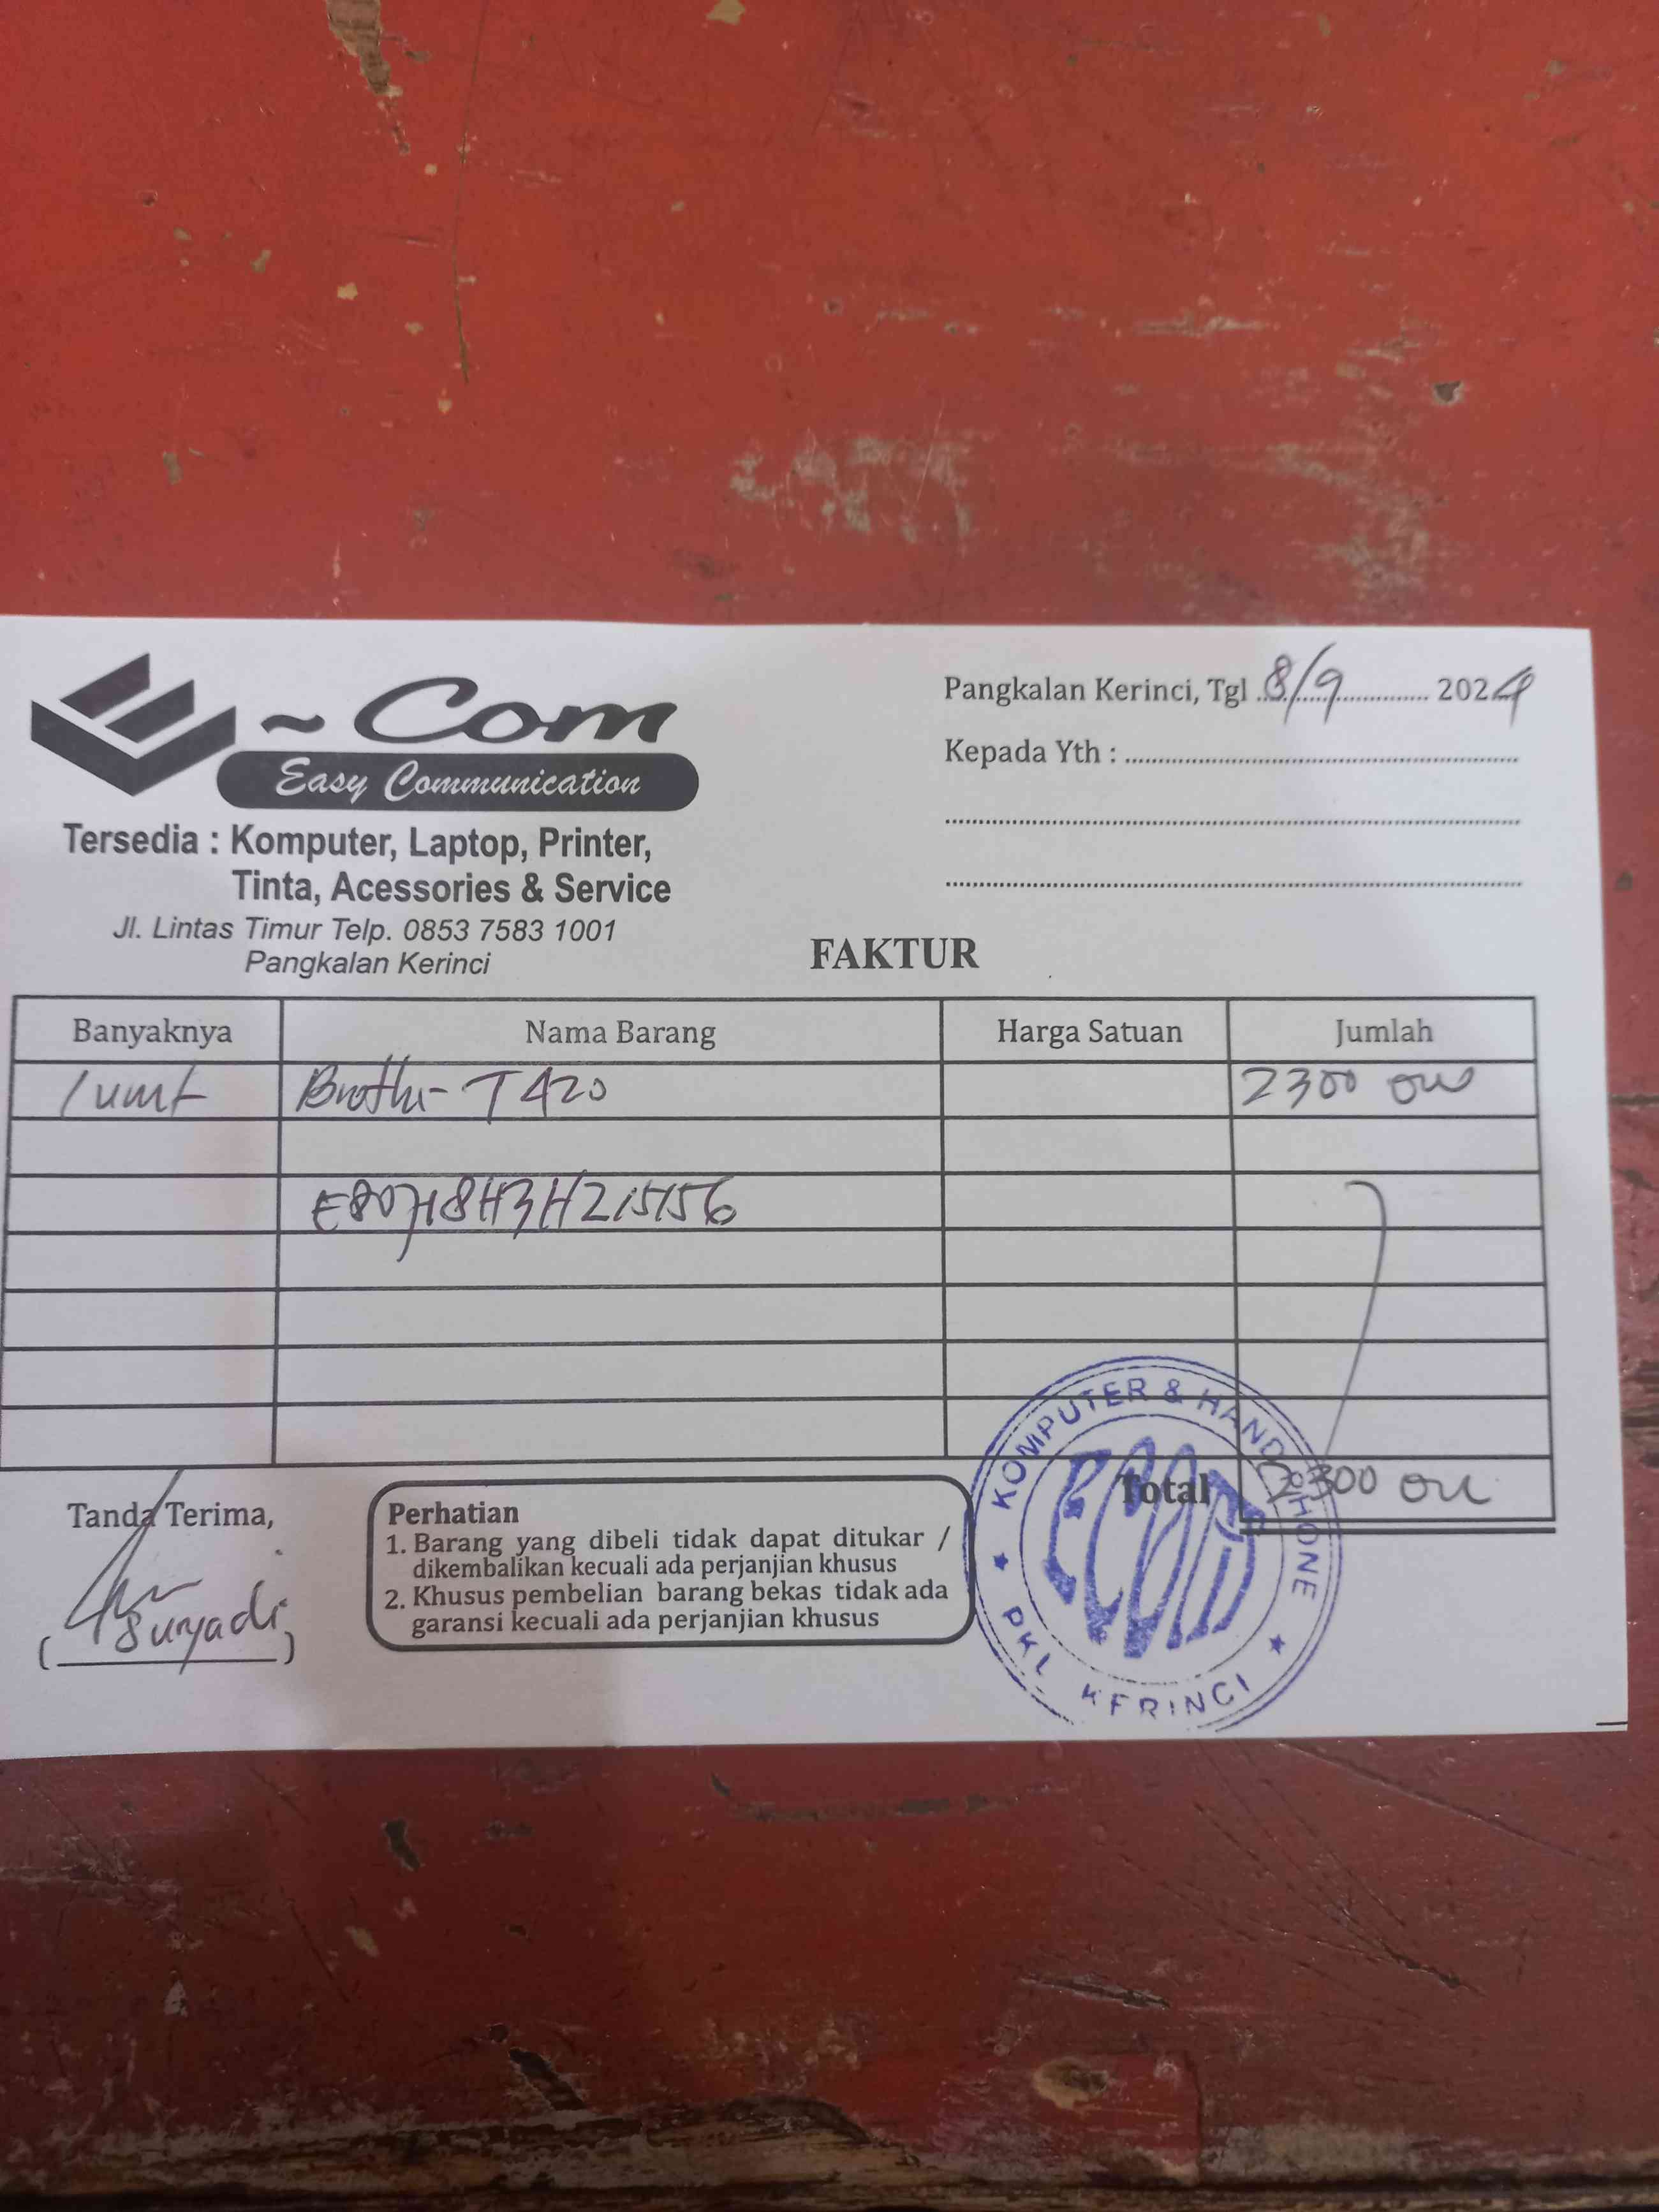 E~Com
Easy Communication
Tersedia : Komputer, Laptop, Printer,
Tinta, Acessories & Service
Jl. Lintas Timur Telp. 0853 7583 1001
Pangkalan Kerinci
Pangkalan Kerinci, Tgl 8/9 2024
Kepada Yth :
FAKTUR
Banyaknya Nama Barang Harga Satuan Jumlah
1 unit Brother T420 2300 000
Total 2300 000
Tanda Terima,
(Suryadi)
Perhatian
1. Barang yang dibeli tidak dapat ditukar /
dikembalikan kecuali ada perjanjian khusus
2. Khusus pembelian barang bekas tidak ada
garansi kecuali ada perjanjian khusus
KOMPUTER & HANDPHONE
ECOM
PKL KERINCI